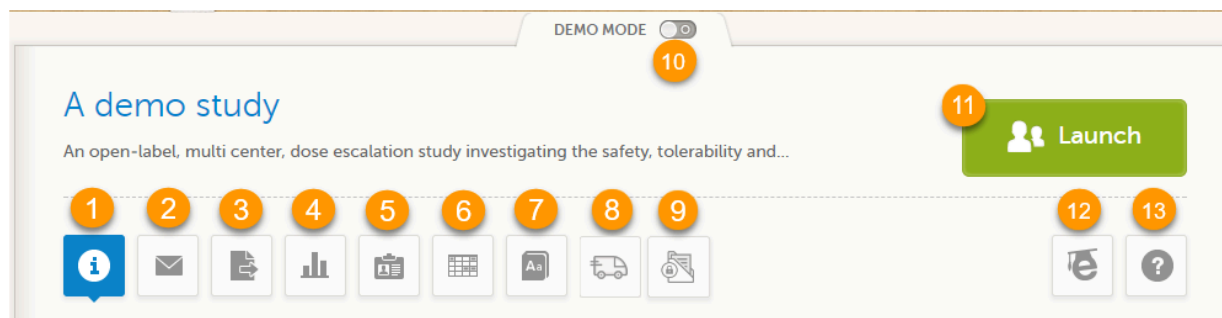 DEMO MODE
10
A demo study
11
Launch
An open-label, multi center, dose escalation study investigating the safety, tolerability and...
1 2 3 4 5 6 7 8 9 12 13
i Aa e ?